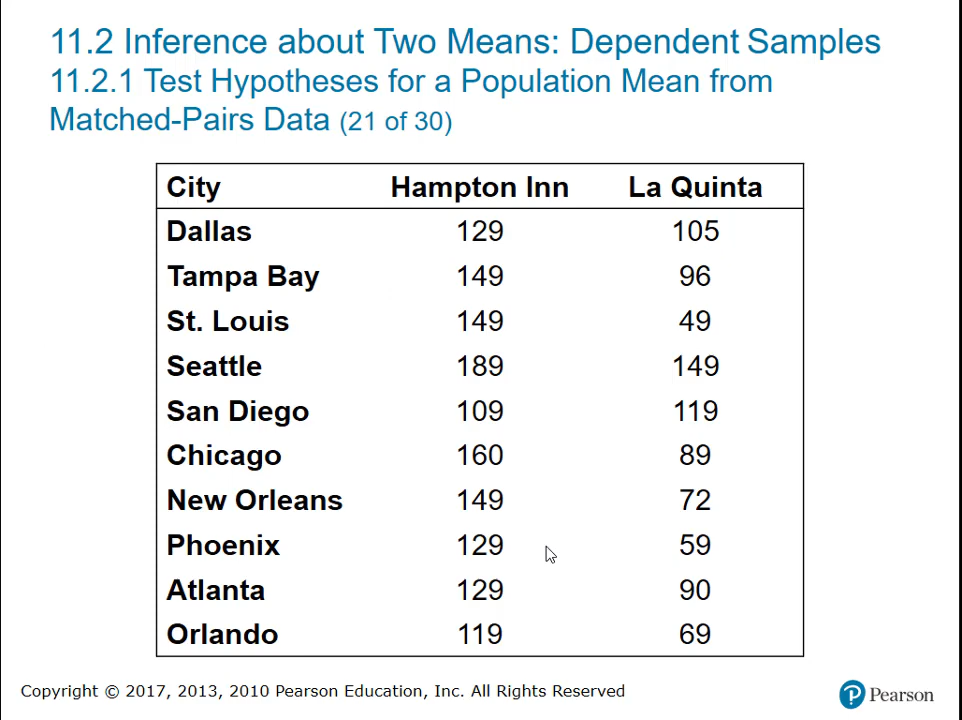 11.2 Inference about Two Means: Dependent Samples
11.2.1 Test Hypotheses for a Population Mean from
Matched-Pairs Data (21 of 30)
City Hampton Inn La Quinta
Dallas 129 105
Tampa Bay 149 96
St. Louis 149 49
Seattle 189 149
San Diego 109 119
Chicago 160 89
New Orleans 149 72
Phoenix 129 59
Atlanta 129 90
Orlando 119 69
Copyright © 2017, 2013, 2010 Pearson Education, Inc. All Rights Reserved
Pearson